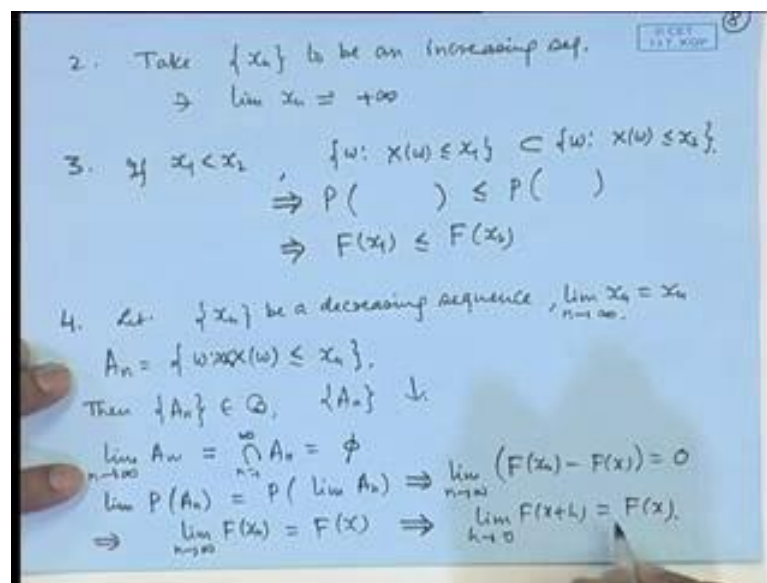 8
2. Take {xₙ} to be an increasing seq.
⇒ lim xₙ = +∞
3. If x₁ < x₂, {ω: X(ω) ≤ x₁} ⊂ {ω: X(ω) ≤ x₂}.
⇒ P( ) ≤ P( )
⇒ F(x₁) ≤ F(x₂)
4. Let {xₙ} be a decreasing sequence, lim n→∞ xₙ = xₙ
Aₙ = {ω: X(ω) ≤ xₙ}.
Then {Aₙ} ∈ B, {Aₙ} ↓.
lim n→∞ Aₙ = ∞∩n=1 Aₙ = φ
lim P(Aₙ) = P(lim Aₙ) ⇒ lim n→∞ (F(xₙ) − F(x)) = 0
⇒ lim n→∞ F(xₙ) = F(x) ⇒ lim h→0 F(x+h) = F(x).